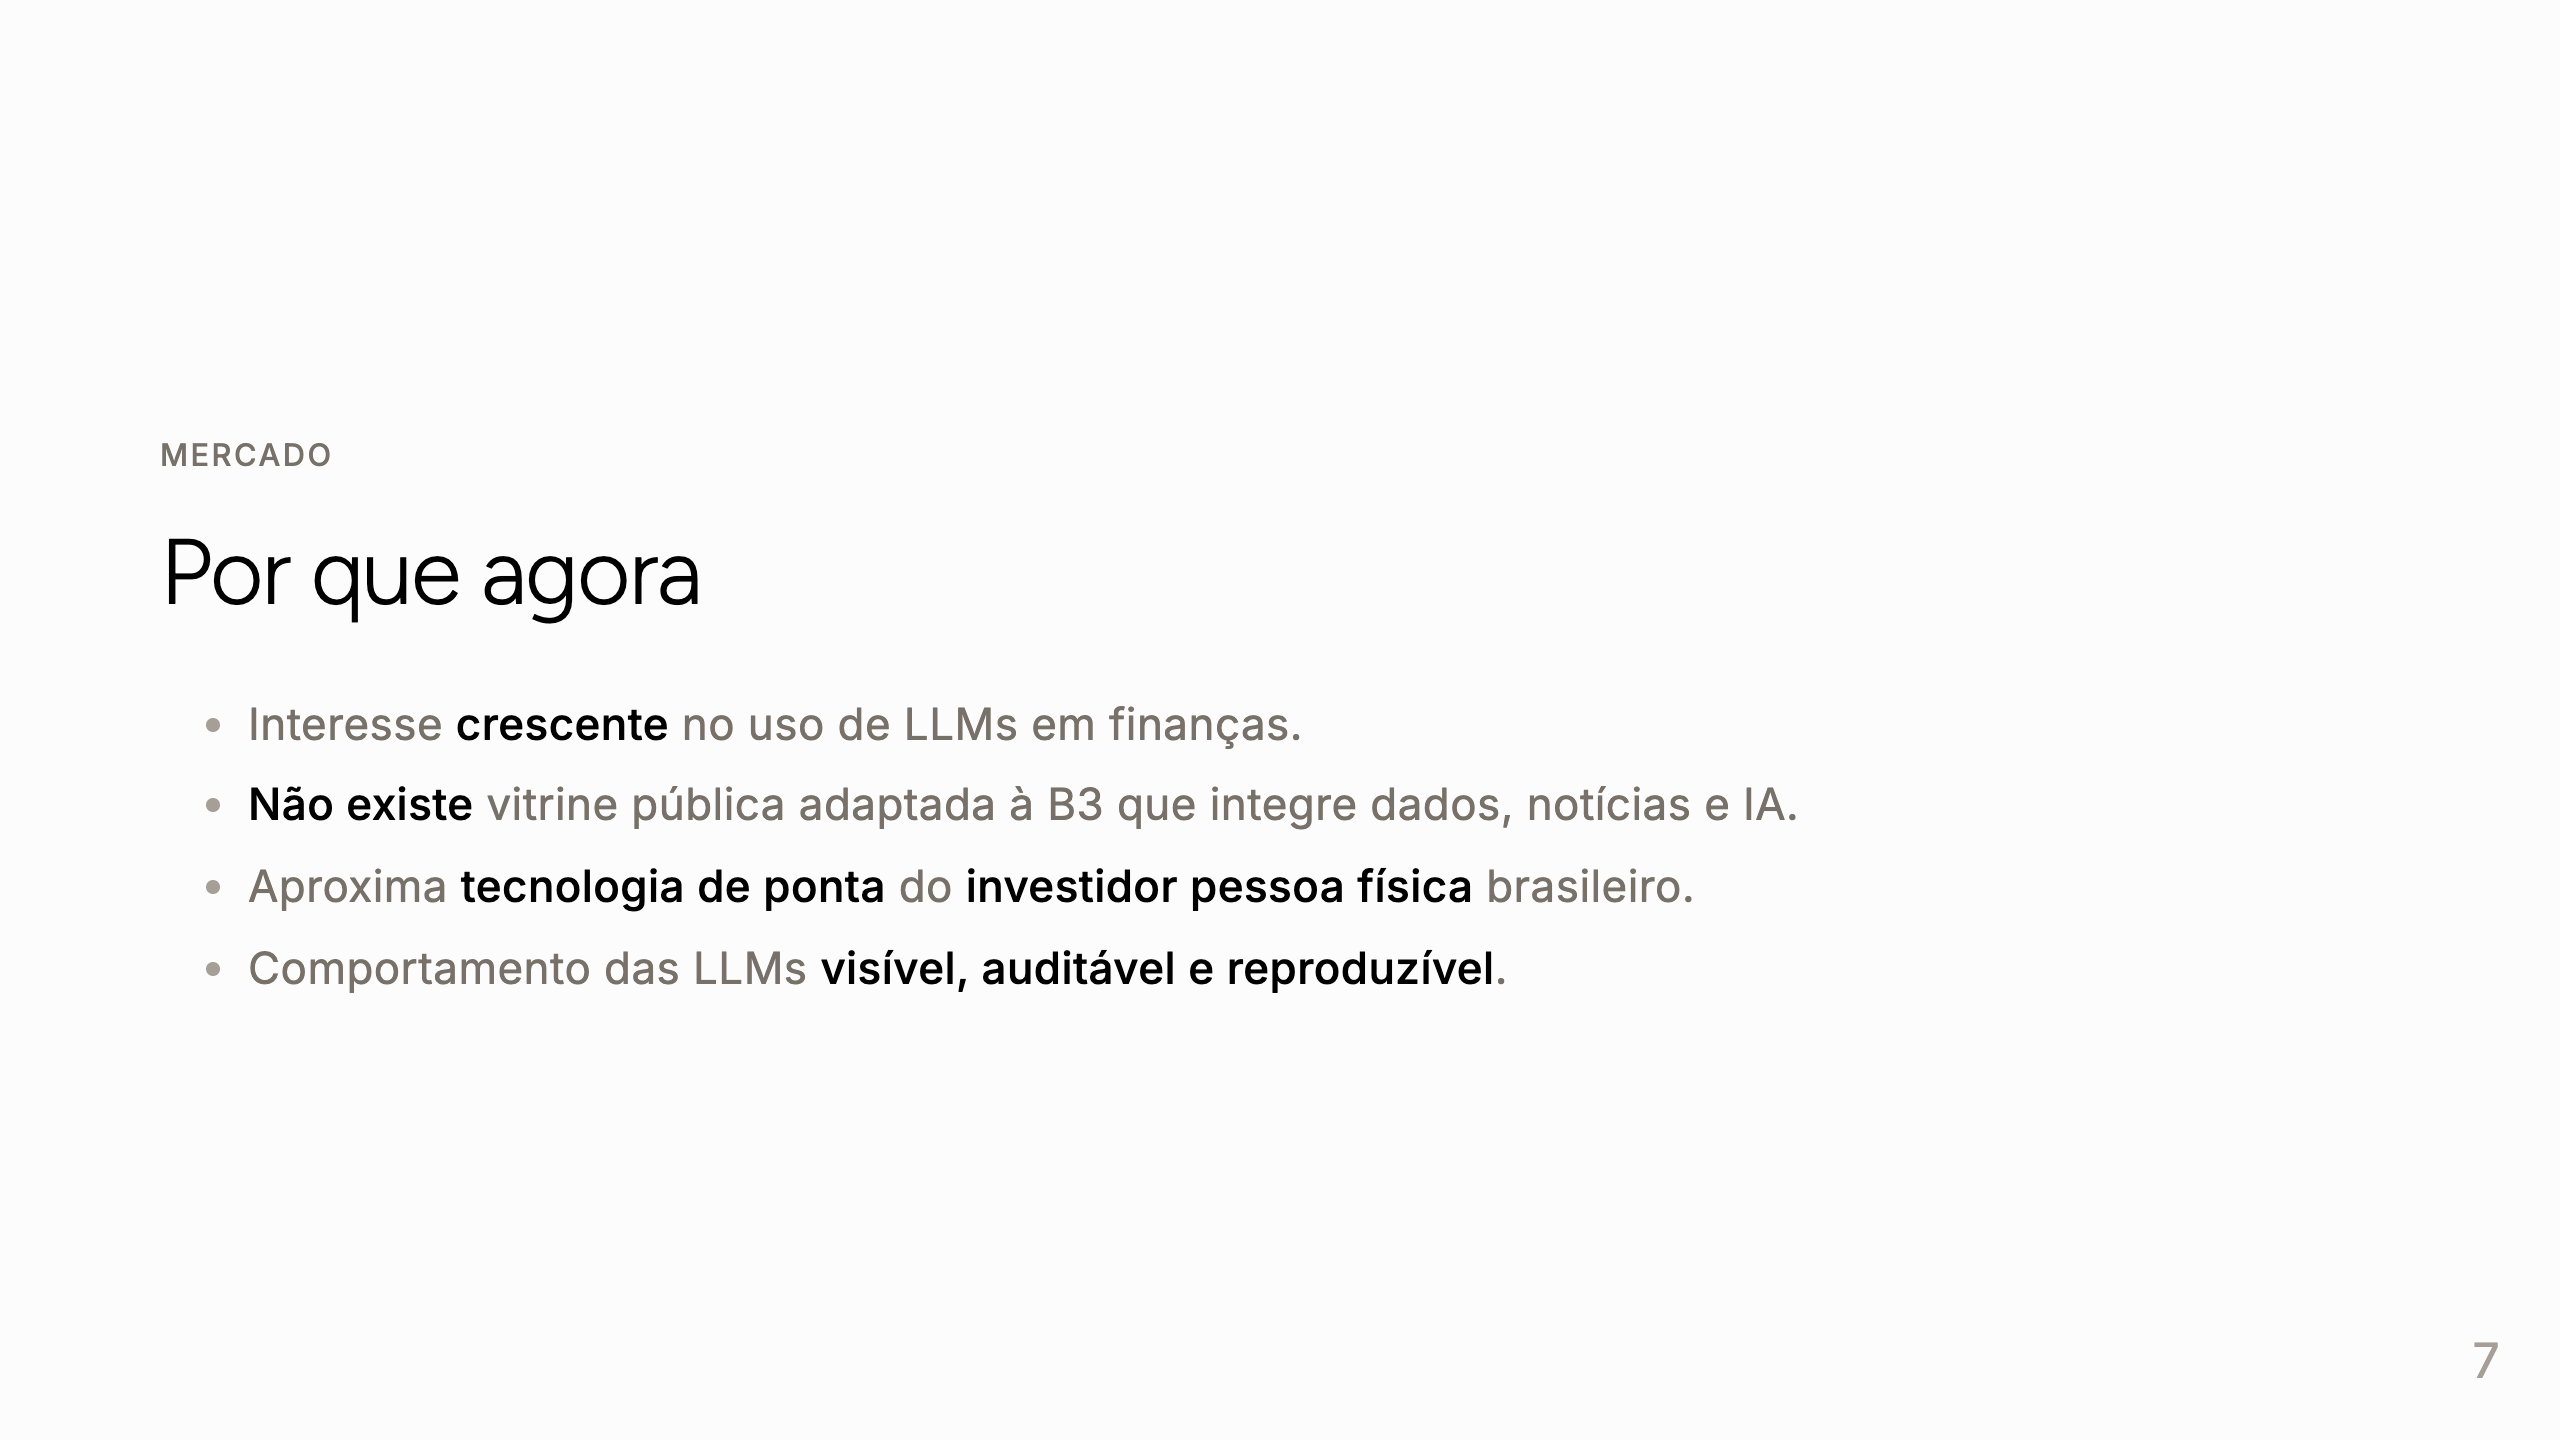 MERCADO
Por que agora
• Interesse crescente no uso de LLMs em finanças.
• Não existe vitrine pública adaptada à B3 que integre dados, notícias e IA.
• Aproxima tecnologia de ponta do investidor pessoa física brasileiro.
• Comportamento das LLMs visível, auditável e reproduzível.
7